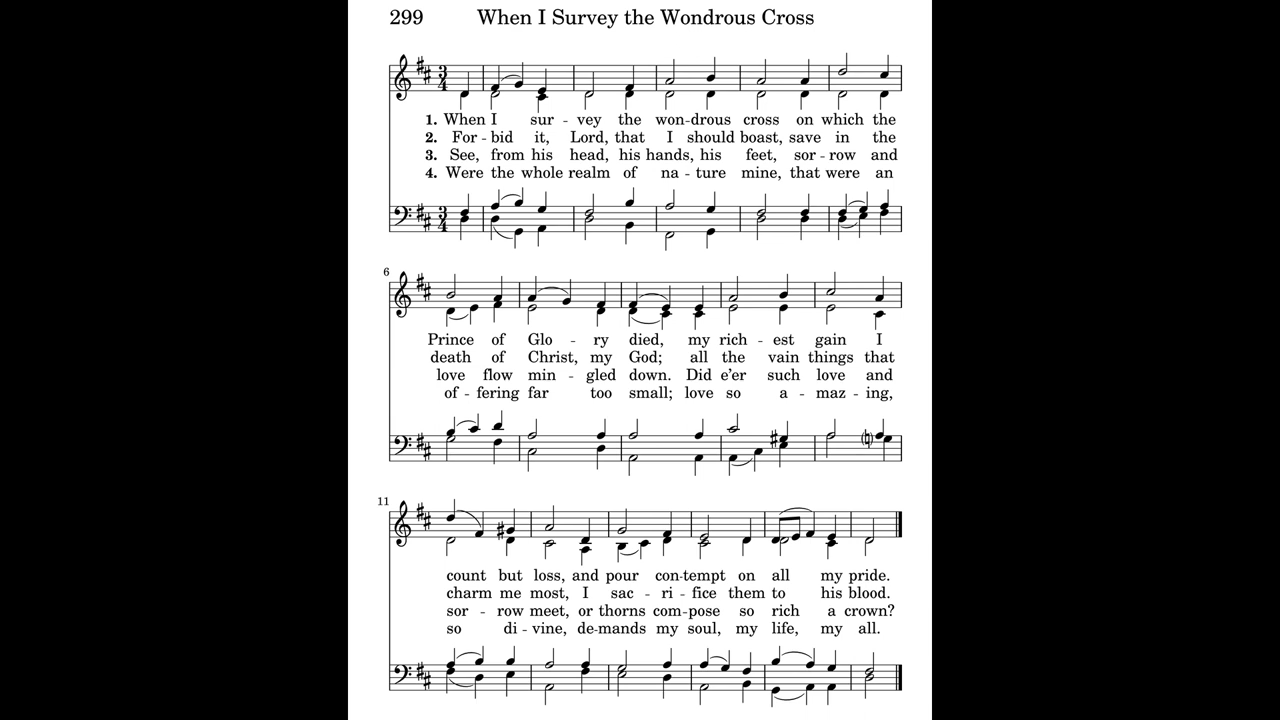 299 When I Survey the Wondrous Cross
3
4
1. When I sur - vey the won - drous cross on which the
2. For - bid it, Lord, that I should boast, save in the
3. See, from his head, his hands, his feet, sor - row and
4. Were the whole realm of na - ture mine, that were an
3
4
6
Prince of Glo - ry died, my rich - est gain I
death of Christ, my God; all the vain things that
love flow min - gled down. Did e'er such love and
of - fering far too small; love so a - maz - ing,
11
count but loss, and pour con - tempt on all my pride.
charm me most, I sac - ri - fice them to his blood.
sor - row meet, or thorns com - pose so rich a crown?
so di - vine, de - mands my soul, my life, my all.